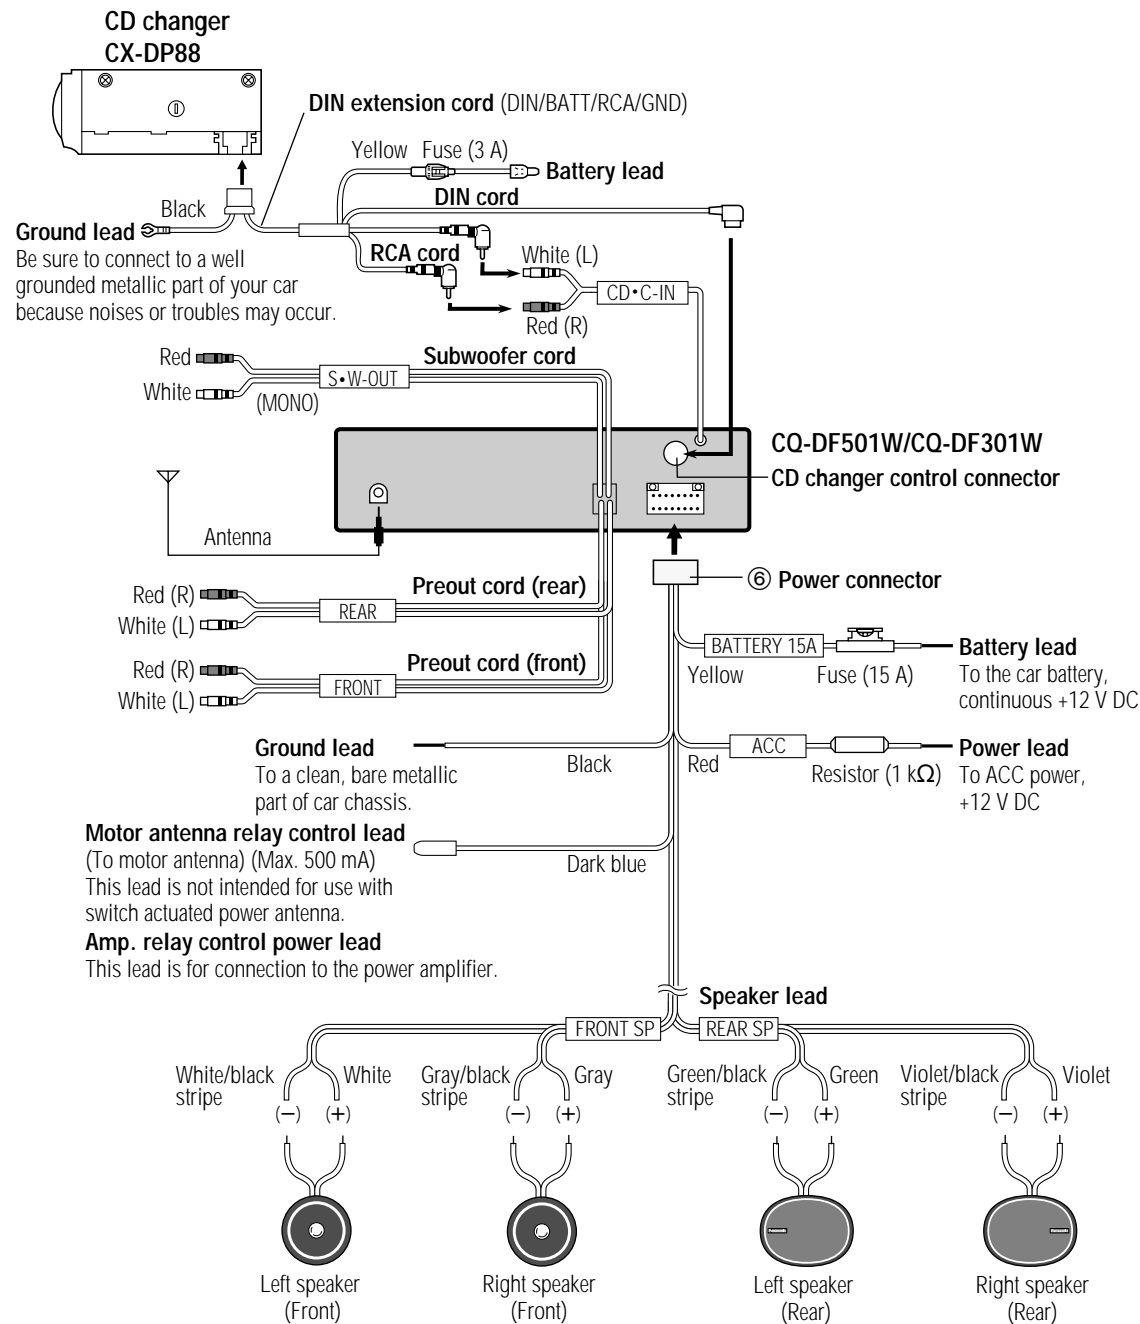 CD changer
CX-DP88
DIN extension cord (DIN/BATT/RCA/GND)
Yellow Fuse (3 A)
Battery lead
DIN cord
Black
Ground lead
Be sure to connect to a well
grounded metallic part of your car
because noises or troubles may occur.
RCA cord
White (L)
CD•C-IN
Red (R)
Subwoofer cord
Red
S•W-OUT
White
(MONO)
CQ-DF501W/CQ-DF301W
CD changer control connector
Antenna
⑥ Power connector
Preout cord (rear)
Red (R)
REAR
White (L)
BATTERY 15A
Battery lead
Yellow
Fuse (15 A)
To the car battery,
continuous +12 V DC
Preout cord (front)
Red (R)
FRONT
White (L)
Ground lead
To a clean, bare metallic
part of car chassis.
Black
Red
ACC
Resistor (1 kΩ)
Power lead
To ACC power,
+12 V DC
Motor antenna relay control lead
(To motor antenna) (Max. 500 mA)
This lead is not intended for use with
switch actuated power antenna.
Dark blue
Amp. relay control power lead
This lead is for connection to the power amplifier.
Speaker lead
FRONT SP
REAR SP
White/black
stripe
White
Gray/black
stripe
Gray
Green/black
stripe
Green
Violet/black
stripe
Violet
(−) (+)
(−) (+)
(−) (+)
(−) (+)
Left speaker
(Front)
Right speaker
(Front)
Left speaker
(Rear)
Right speaker
(Rear)